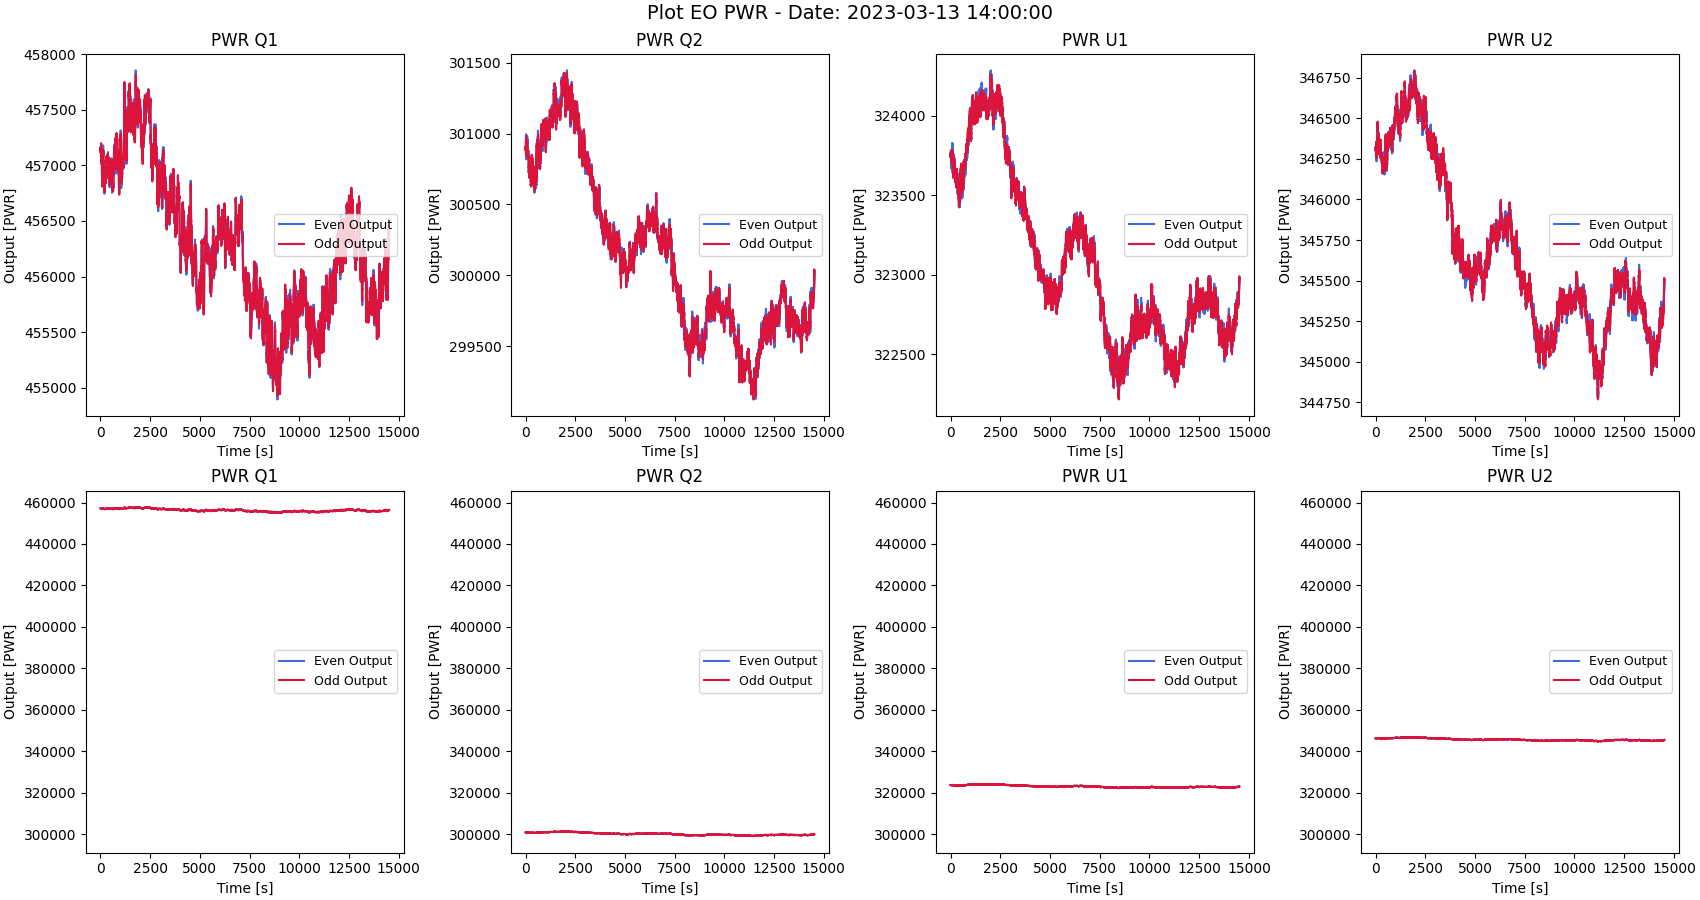 Plot EO PWR - Date: 2023-03-13 14:00:00
PWR Q1
Output [PWR]
458000
457500
457000
456500
456000
455500
455000
Even Output
Odd Output
0 2500 5000 7500 10000 12500 15000
Time [s]
PWR Q2
Output [PWR]
301500
301000
300500
300000
299500
Even Output
Odd Output
0 2500 5000 7500 10000 12500 15000
Time [s]
PWR U1
Output [PWR]
324000
323500
323000
322500
Even Output
Odd Output
0 2500 5000 7500 10000 12500 15000
Time [s]
PWR U2
Output [PWR]
346750
346500
346250
346000
345750
345500
345250
345000
344750
Even Output
Odd Output
0 2500 5000 7500 10000 12500 15000
Time [s]
PWR Q1
Output [PWR]
460000
440000
420000
400000
380000
360000
340000
320000
300000
Even Output
Odd Output
0 2500 5000 7500 10000 12500 15000
Time [s]
PWR Q2
Output [PWR]
460000
440000
420000
400000
380000
360000
340000
320000
300000
Even Output
Odd Output
0 2500 5000 7500 10000 12500 15000
Time [s]
PWR U1
Output [PWR]
460000
440000
420000
400000
380000
360000
340000
320000
300000
Even Output
Odd Output
0 2500 5000 7500 10000 12500 15000
Time [s]
PWR U2
Output [PWR]
460000
440000
420000
400000
380000
360000
340000
320000
300000
Even Output
Odd Output
0 2500 5000 7500 10000 12500 15000
Time [s]